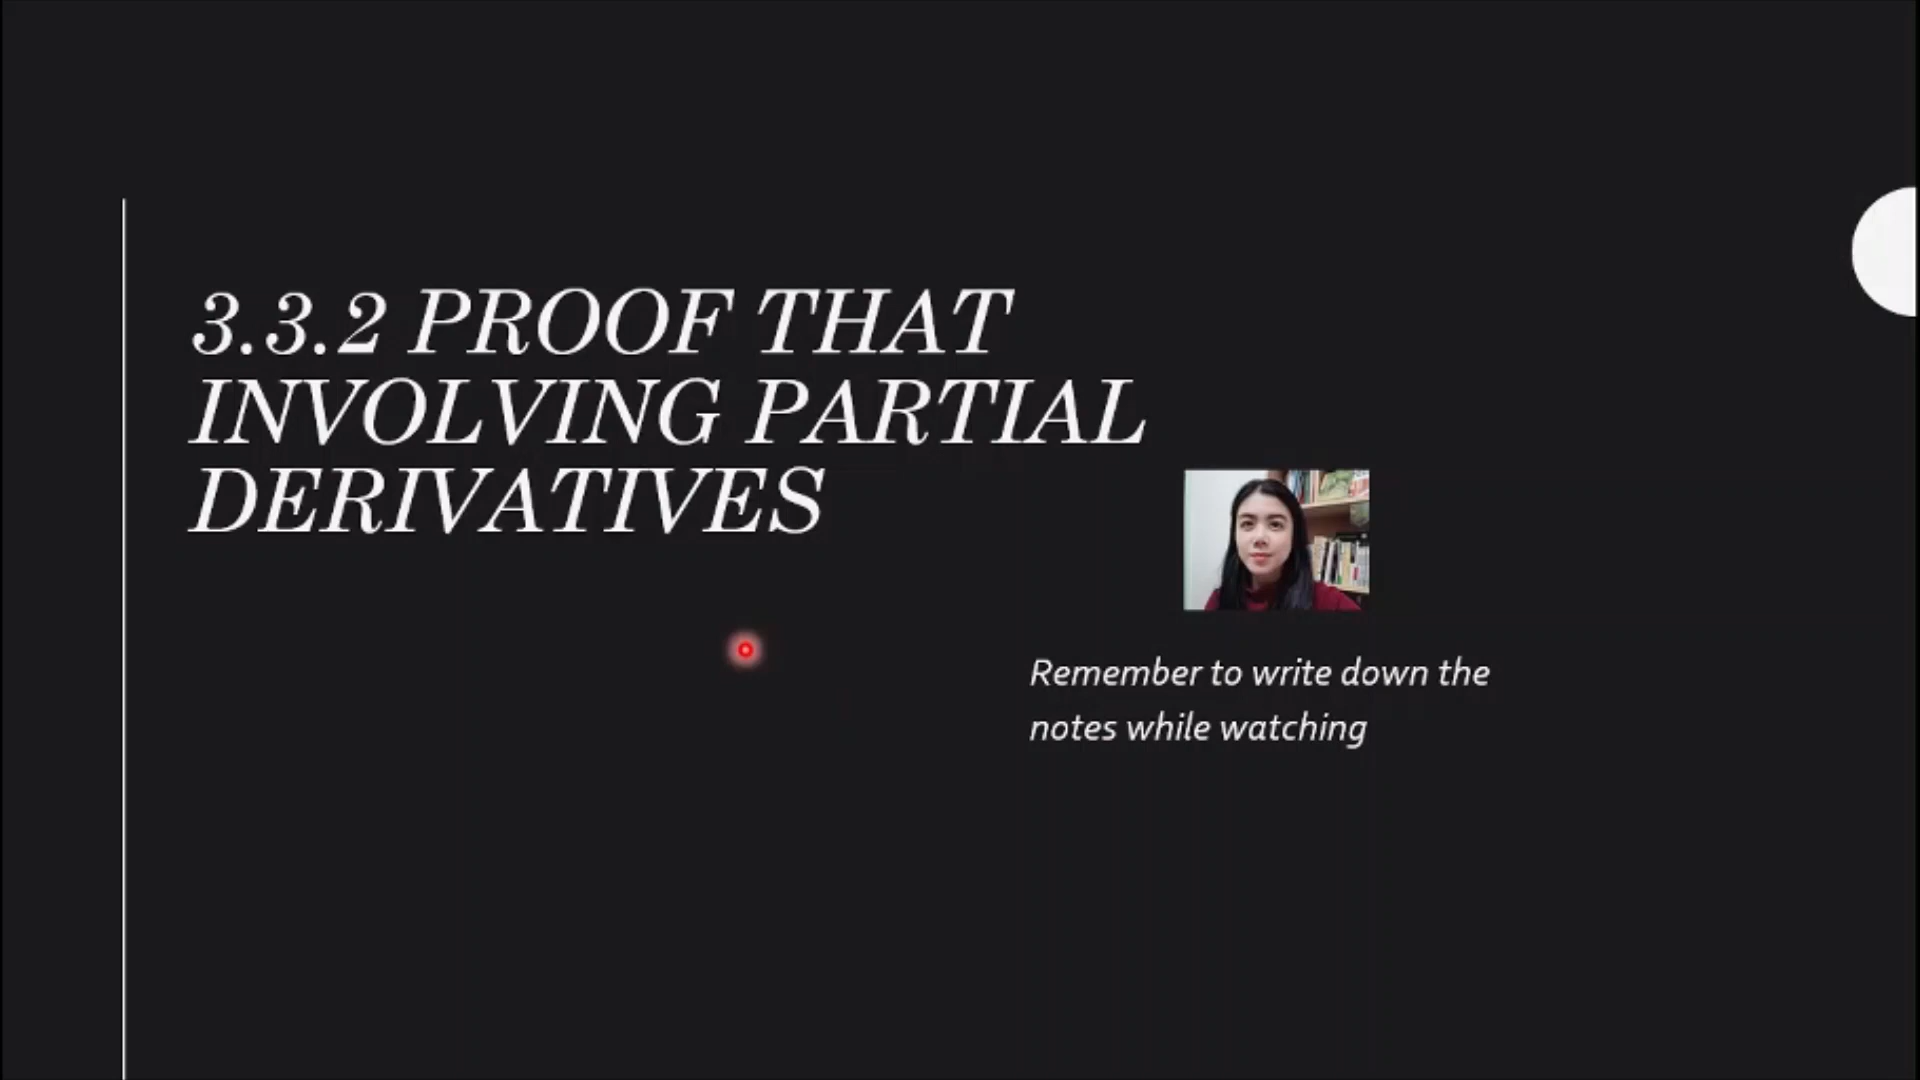 3.3.2 PROOF THAT
INVOLVING PARTIAL
DERIVATIVES
Remember to write down the
notes while watching